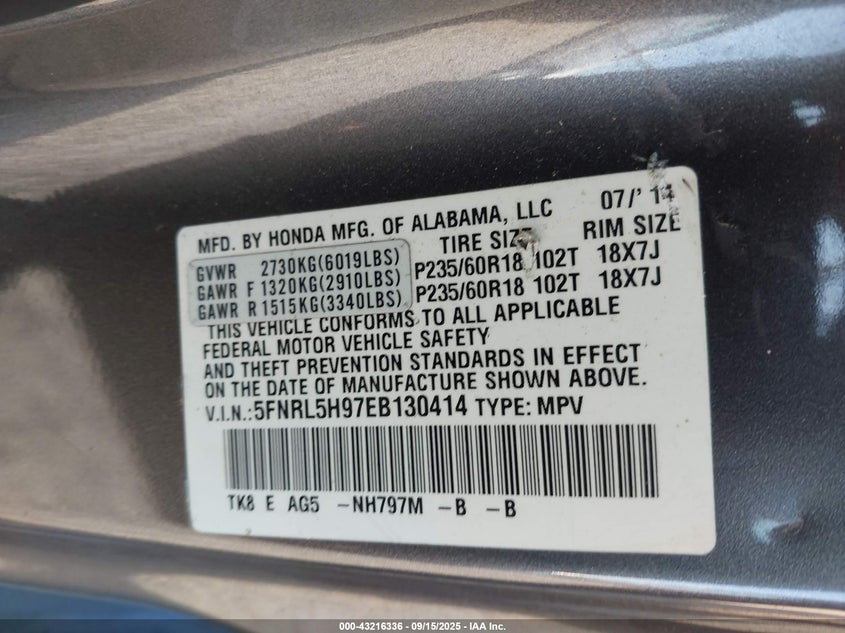 MFD. BY HONDA MFG. OF ALABAMA, LLC 07/' 14
TIRE SIZE RIM SIZE
GVWR 2730KG(6019LBS)
GAWR F 1320KG(2910LBS) P235/60R18 102T 18X7J
GAWR R 1515KG(3340LBS) P235/60R18 102T 18X7J
THIS VEHICLE CONFORMS TO ALL APPLICABLE
FEDERAL MOTOR VEHICLE SAFETY
AND THEFT PREVENTION STANDARDS IN EFFECT
ON THE DATE OF MANUFACTURE SHOWN ABOVE.
V.I.N.:5FNRL5H97EB130414 TYPE: MPV
TK8 E AG5 -NH797M -B -B
000-43216336 - 09/15/2025 - IAA Inc.